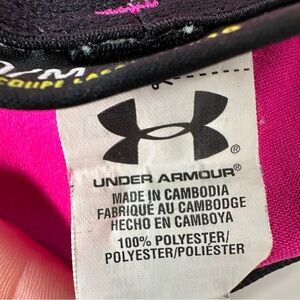 UNDER ARMOUR®
MADE IN CAMBODIA
FABRIQUÉ AU CAMBODGE
HECHO EN CAMBOYA
100% POLYESTER/
POLYESTER/POLIÉSTER